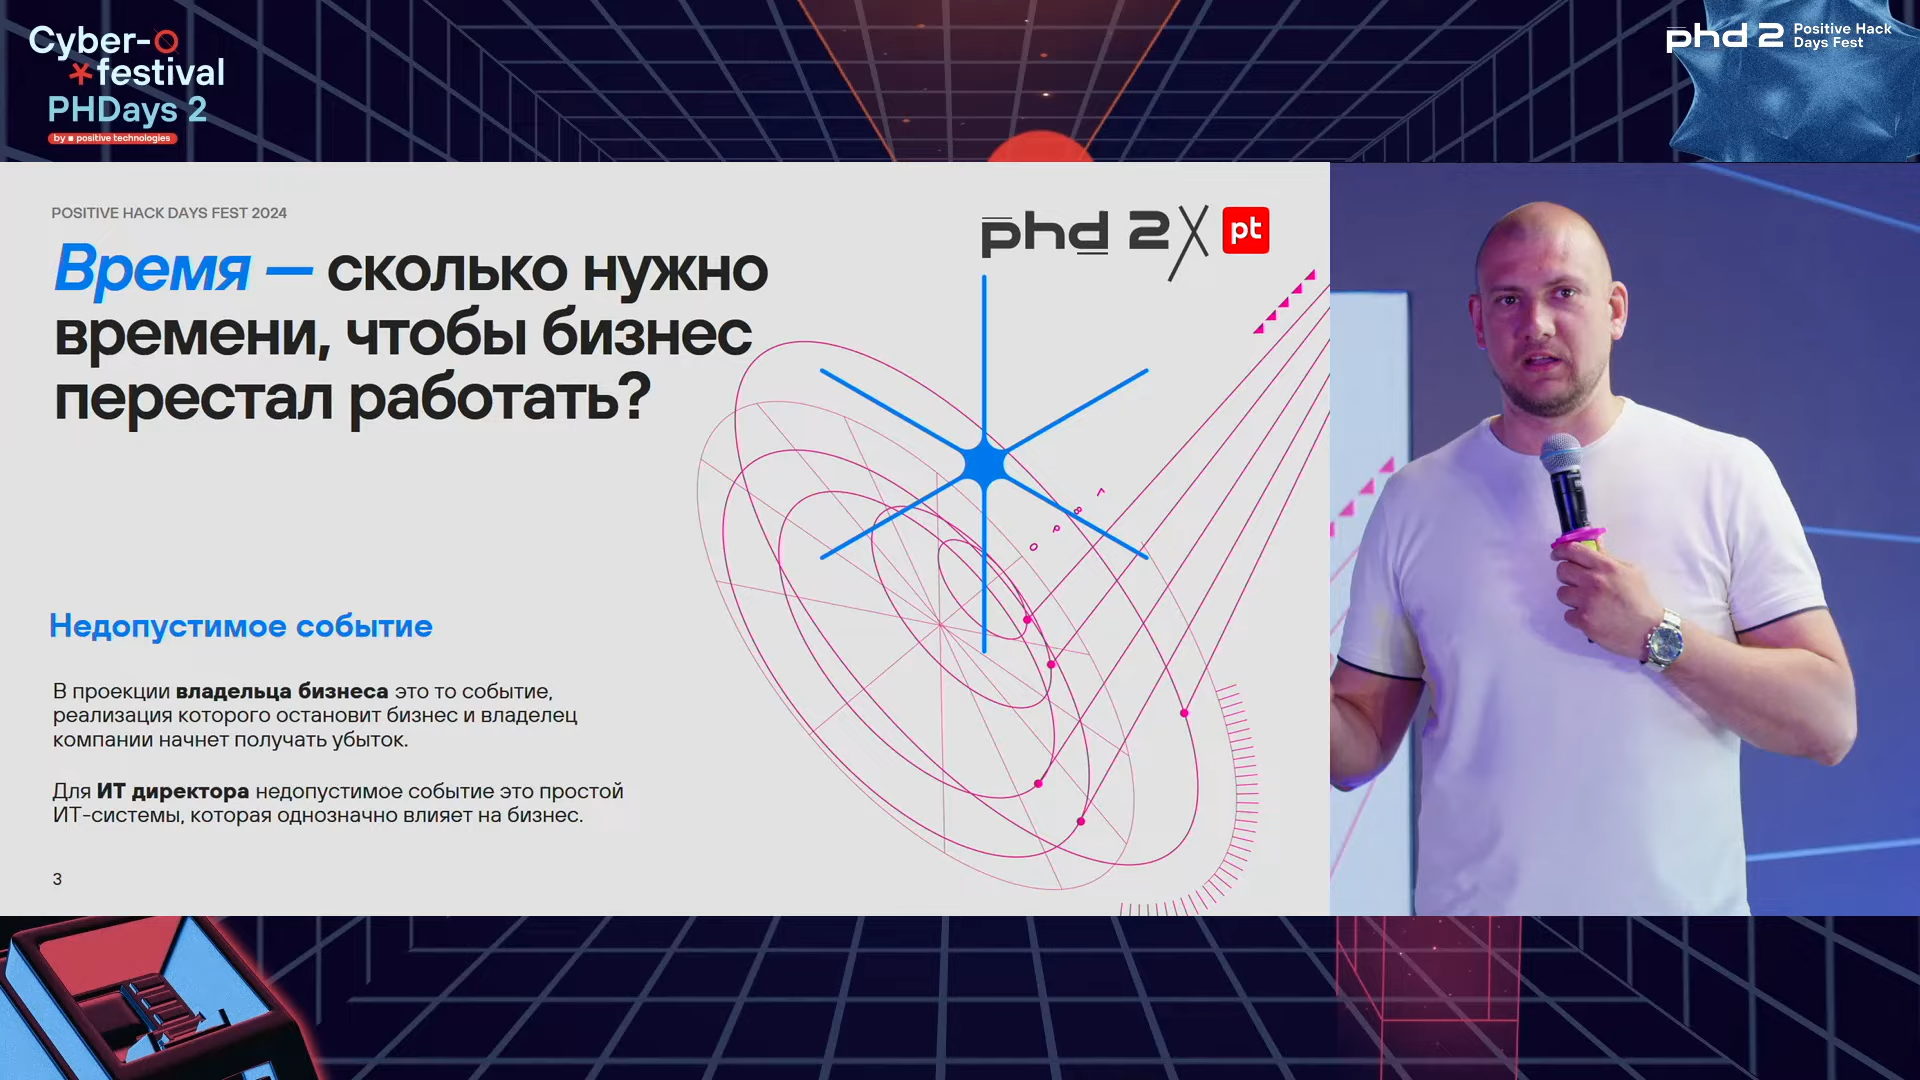 Cyber-
festival
PHDays 2
by positive technologies
phd 2 Positive Hack
Days Fest
POSITIVE HACK DAYS FEST 2024
phd 2 pt
Время — сколько нужно
времени, чтобы бизнес
перестал работать?
Недопустимое событие
В проекции владельца бизнеса это то событие,
реализация которого остановит бизнес и владелец
компании начнет получать убыток.
Для ИТ директора недопустимое событие это простой
ИТ-системы, которая однозначно влияет на бизнес.
3